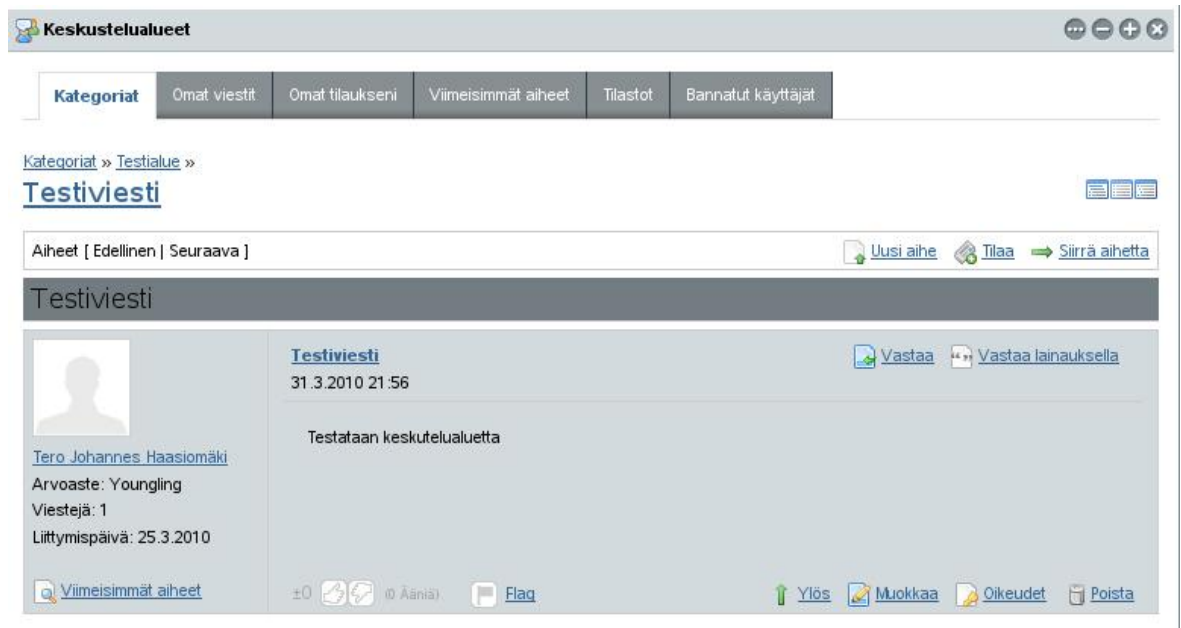 Keskustelualueet
Kategoriat Omat viestit Omat tilaukseni Viimeisimmät aiheet Tilastot Bannatut käyttäjät
Kategoriat » Testialue »
Testiviesti
Aiheet [ Edellinen | Seuraava ] Uusi aihe Tilaa Siirrä aihetta
Testiviesti
Testiviesti Vastaa Vastaa lainauksella
31.3.2010 21:56
Testataan keskutelualuetta
Tero Johannes Haasiomäki
Arvoaste: Youngling
Viestejä: 1
Liittymispäivä: 25.3.2010
Viimeisimmät aiheet ±0 (0 Ääniä) Flag Ylös Muokkaa Oikeudet Poista